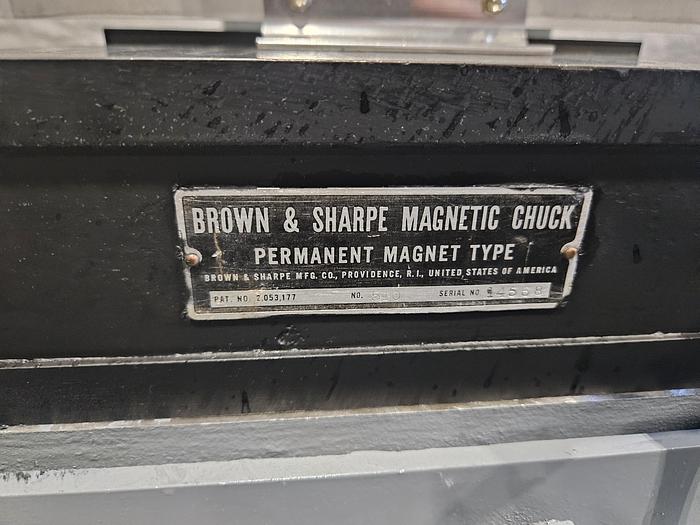 BROWN & SHARPE MAGNETIC CHUCK
PERMANENT MAGNET TYPE
BROWN & SHARPE MFG. CO., PROVIDENCE, R.I., UNITED STATES OF AMERICA
PAT. NO. 2,053,177 NO. 510 SERIAL NO.